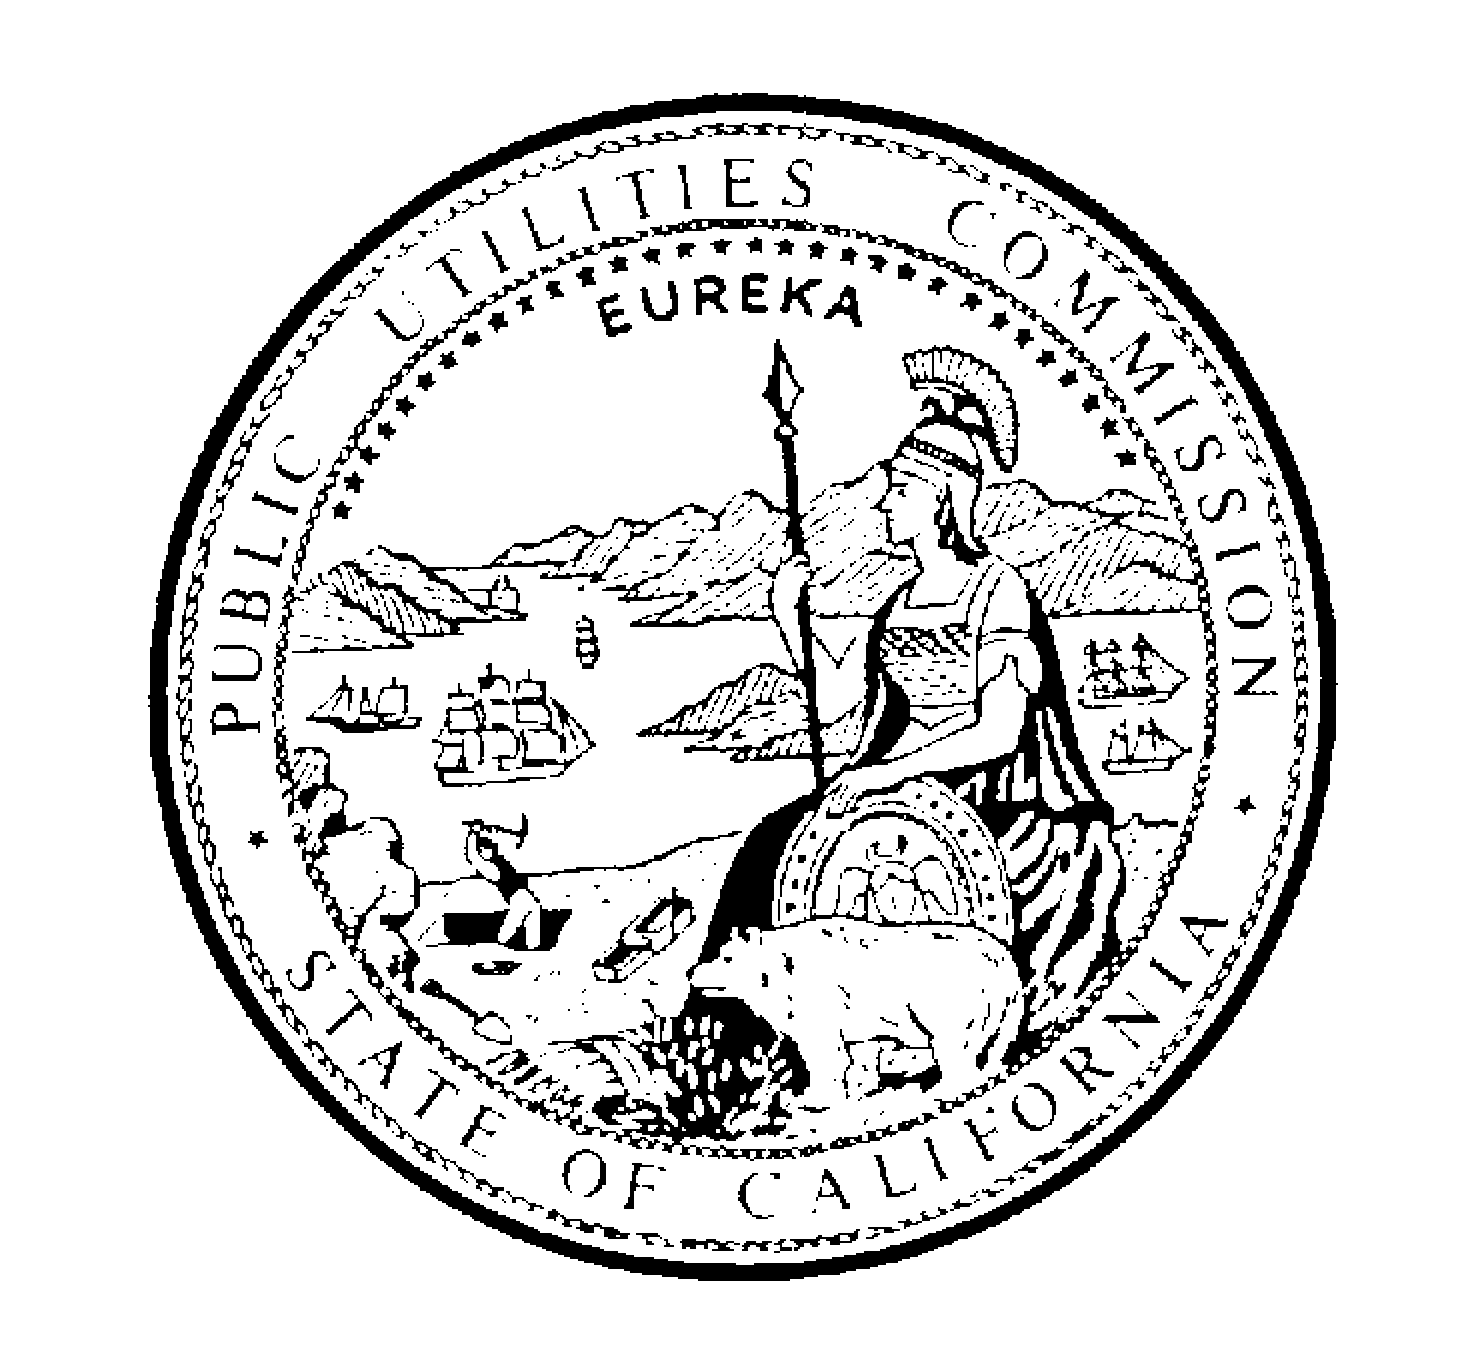 PUBLIC UTILITIES COMMISSION
EUREKA
STATE OF CALIFORNIA